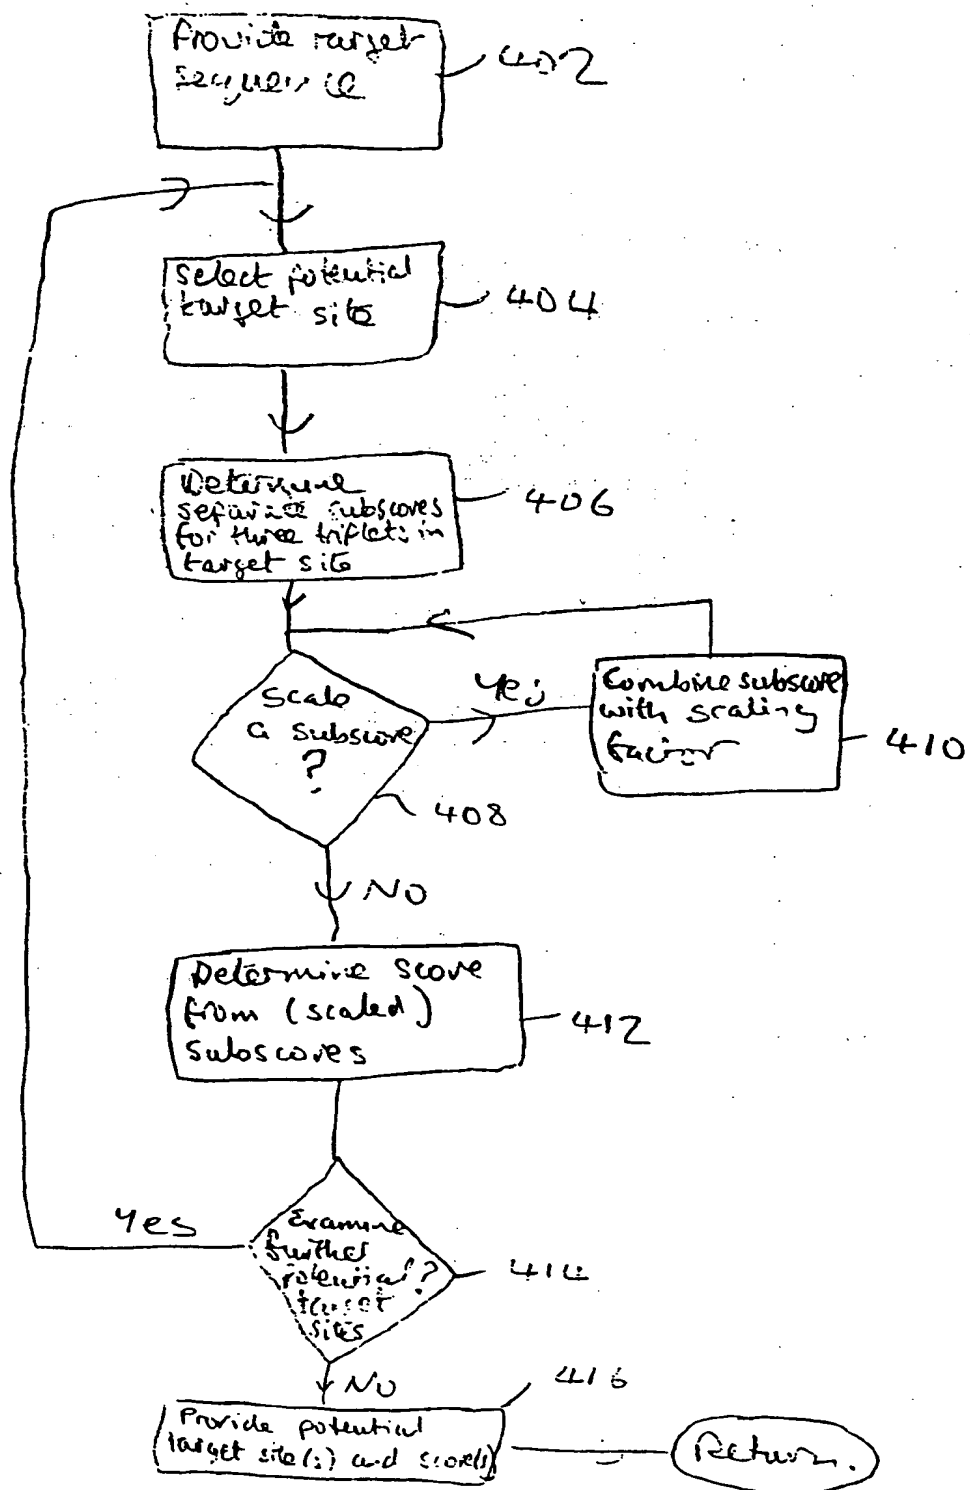 Provide target
sequence
402
Select potential
target site
404
Determine
separate subscores
for three triplets in
target site
406
Scale
a subscore
?
408
Yes
Combine subscore
with scaling
factor
410
NO
Determine score
from (scaled)
subscores
412
Examine
further
potential ?
target
sites
414
Yes
NO
416
Provide potential
target site(s) and score(s)
Return.